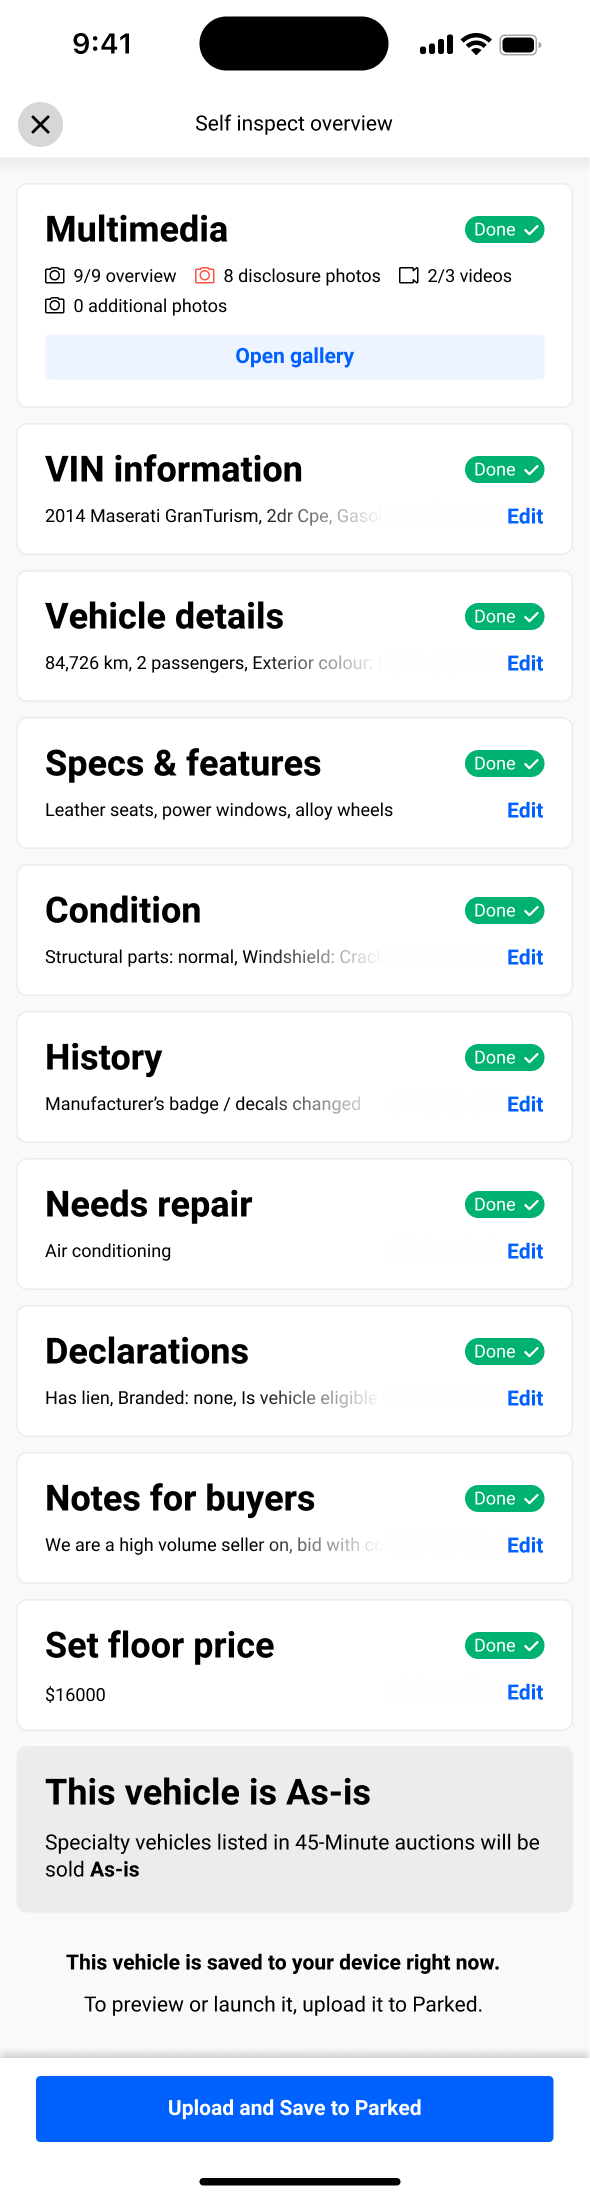 9:41
Self inspect overview
Multimedia
Done
9/9 overview 8 disclosure photos 2/3 videos
0 additional photos
Open gallery
VIN information
Done
2014 Maserati GranTurism, 2dr Cpe, Gaso
Edit
Vehicle details
Done
84,726 km, 2 passengers, Exterior colour:
Edit
Specs & features
Done
Leather seats, power windows, alloy wheels
Edit
Condition
Done
Structural parts: normal, Windshield: Crack
Edit
History
Done
Manufacturer's badge / decals changed
Edit
Needs repair
Done
Air conditioning
Edit
Declarations
Done
Has lien, Branded: none, Is vehicle eligible
Edit
Notes for buyers
Done
We are a high volume seller on, bid with co
Edit
Set floor price
Done
$16000
Edit
This vehicle is As-is
Specialty vehicles listed in 45-Minute auctions will be
sold As-is
This vehicle is saved to your device right now.
To preview or launch it, upload it to Parked.
Upload and Save to Parked